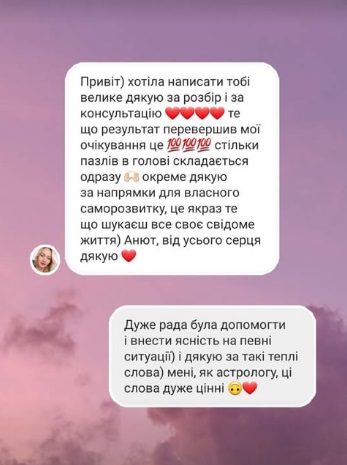 Привіт) хотіла написати тобі
велике дякую за розбір і за
консультацію ❤️❤️❤️❤️ те
що результат перевершив мої
очікування це 💯💯💯 стільки
пазлів в голові складається
одразу 🙌🏻 окреме дякую
за напрямки для власного
саморозвитку, це якраз те
що шукаєш все своє свідоме
життя) Анют, від усього серця
дякую ❤️
Дуже рада була допомогти
і внести ясність на певні
ситуації) і дякую за такі теплі
слова) мені, як астрологу, ці
слова дуже цінні 🥹❤️